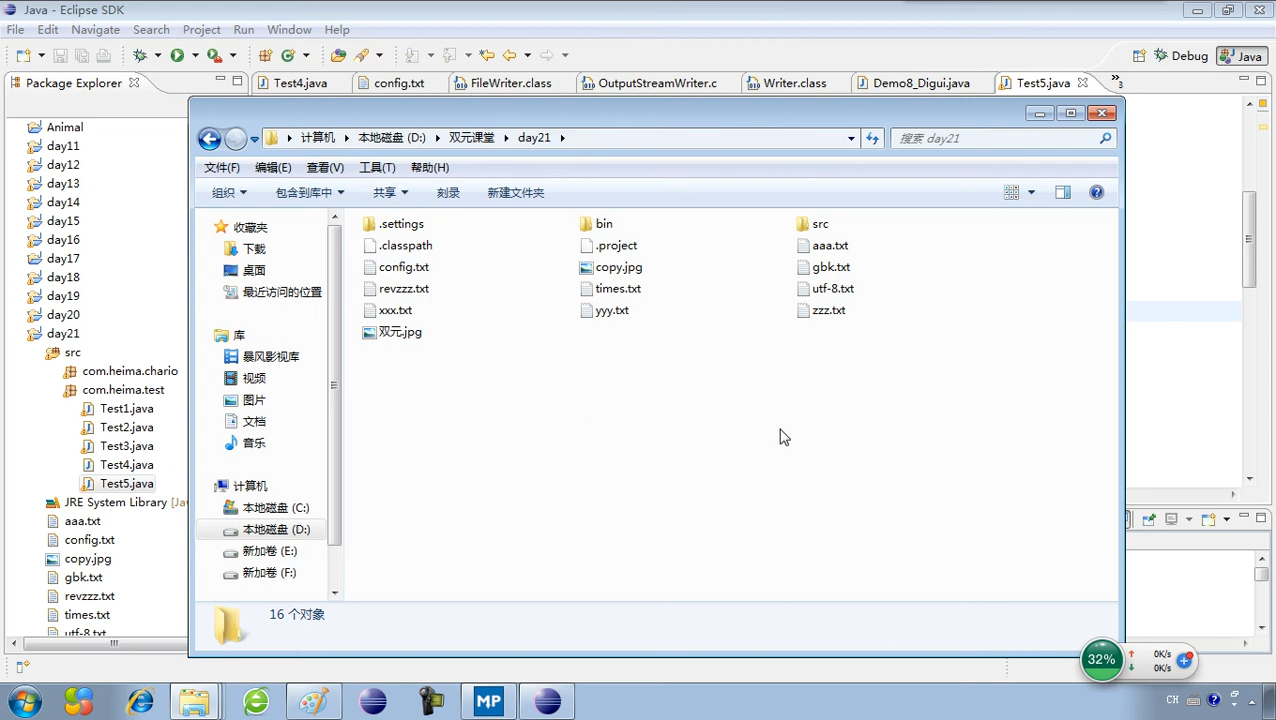 Java - Eclipse SDK
File Edit Navigate Search Project Run Window Help
Debug Java
Package Explorer
Test4.java config.txt FileWriter.class OutputStreamWriter.c Writer.class Demo8_Digui.java Test5.java 3
Animal
day11
day12
day13
day14
day15
day16
day17
day18
day19
day20
day21
src
com.heima.chario
com.heima.test
Test1.java
Test2.java
Test3.java
Test4.java
Test5.java
JRE System Library [Jav
aaa.txt
config.txt
copy.jpg
gbk.txt
revzzz.txt
times.txt
utf-8.txt
计算机 本地磁盘 (D:) 双元课堂 day21
搜索 day21
文件(F) 编辑(E) 查看(V) 工具(T) 帮助(H)
组织 包含到库中 共享 刻录 新建文件夹
收藏夹
下载
桌面
最近访问的位置
库
暴风影视库
视频
图片
文档
音乐
计算机
本地磁盘 (C:)
本地磁盘 (D:)
新加卷 (E:)
新加卷 (F:)
.settings bin src
.classpath .project aaa.txt
config.txt copy.jpg gbk.txt
revzzz.txt times.txt utf-8.txt
xxx.txt yyy.txt zzz.txt
双元.jpg
16 个对象
32% 0K/s
0K/s
MP
CH